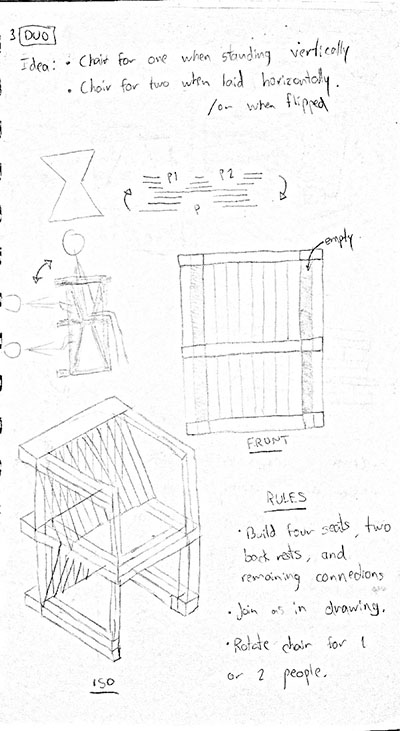 3 DUO
Idea: • Chair for one when standing vertically
• Chair for two when laid horizontally.
/or when flipped
P1 P2
P
empty
FRONT
RULES
• Build four seats, two
back rests, and
remaining connections
• Join as in drawing.
• Rotate chair for 1
or 2 people.
ISO